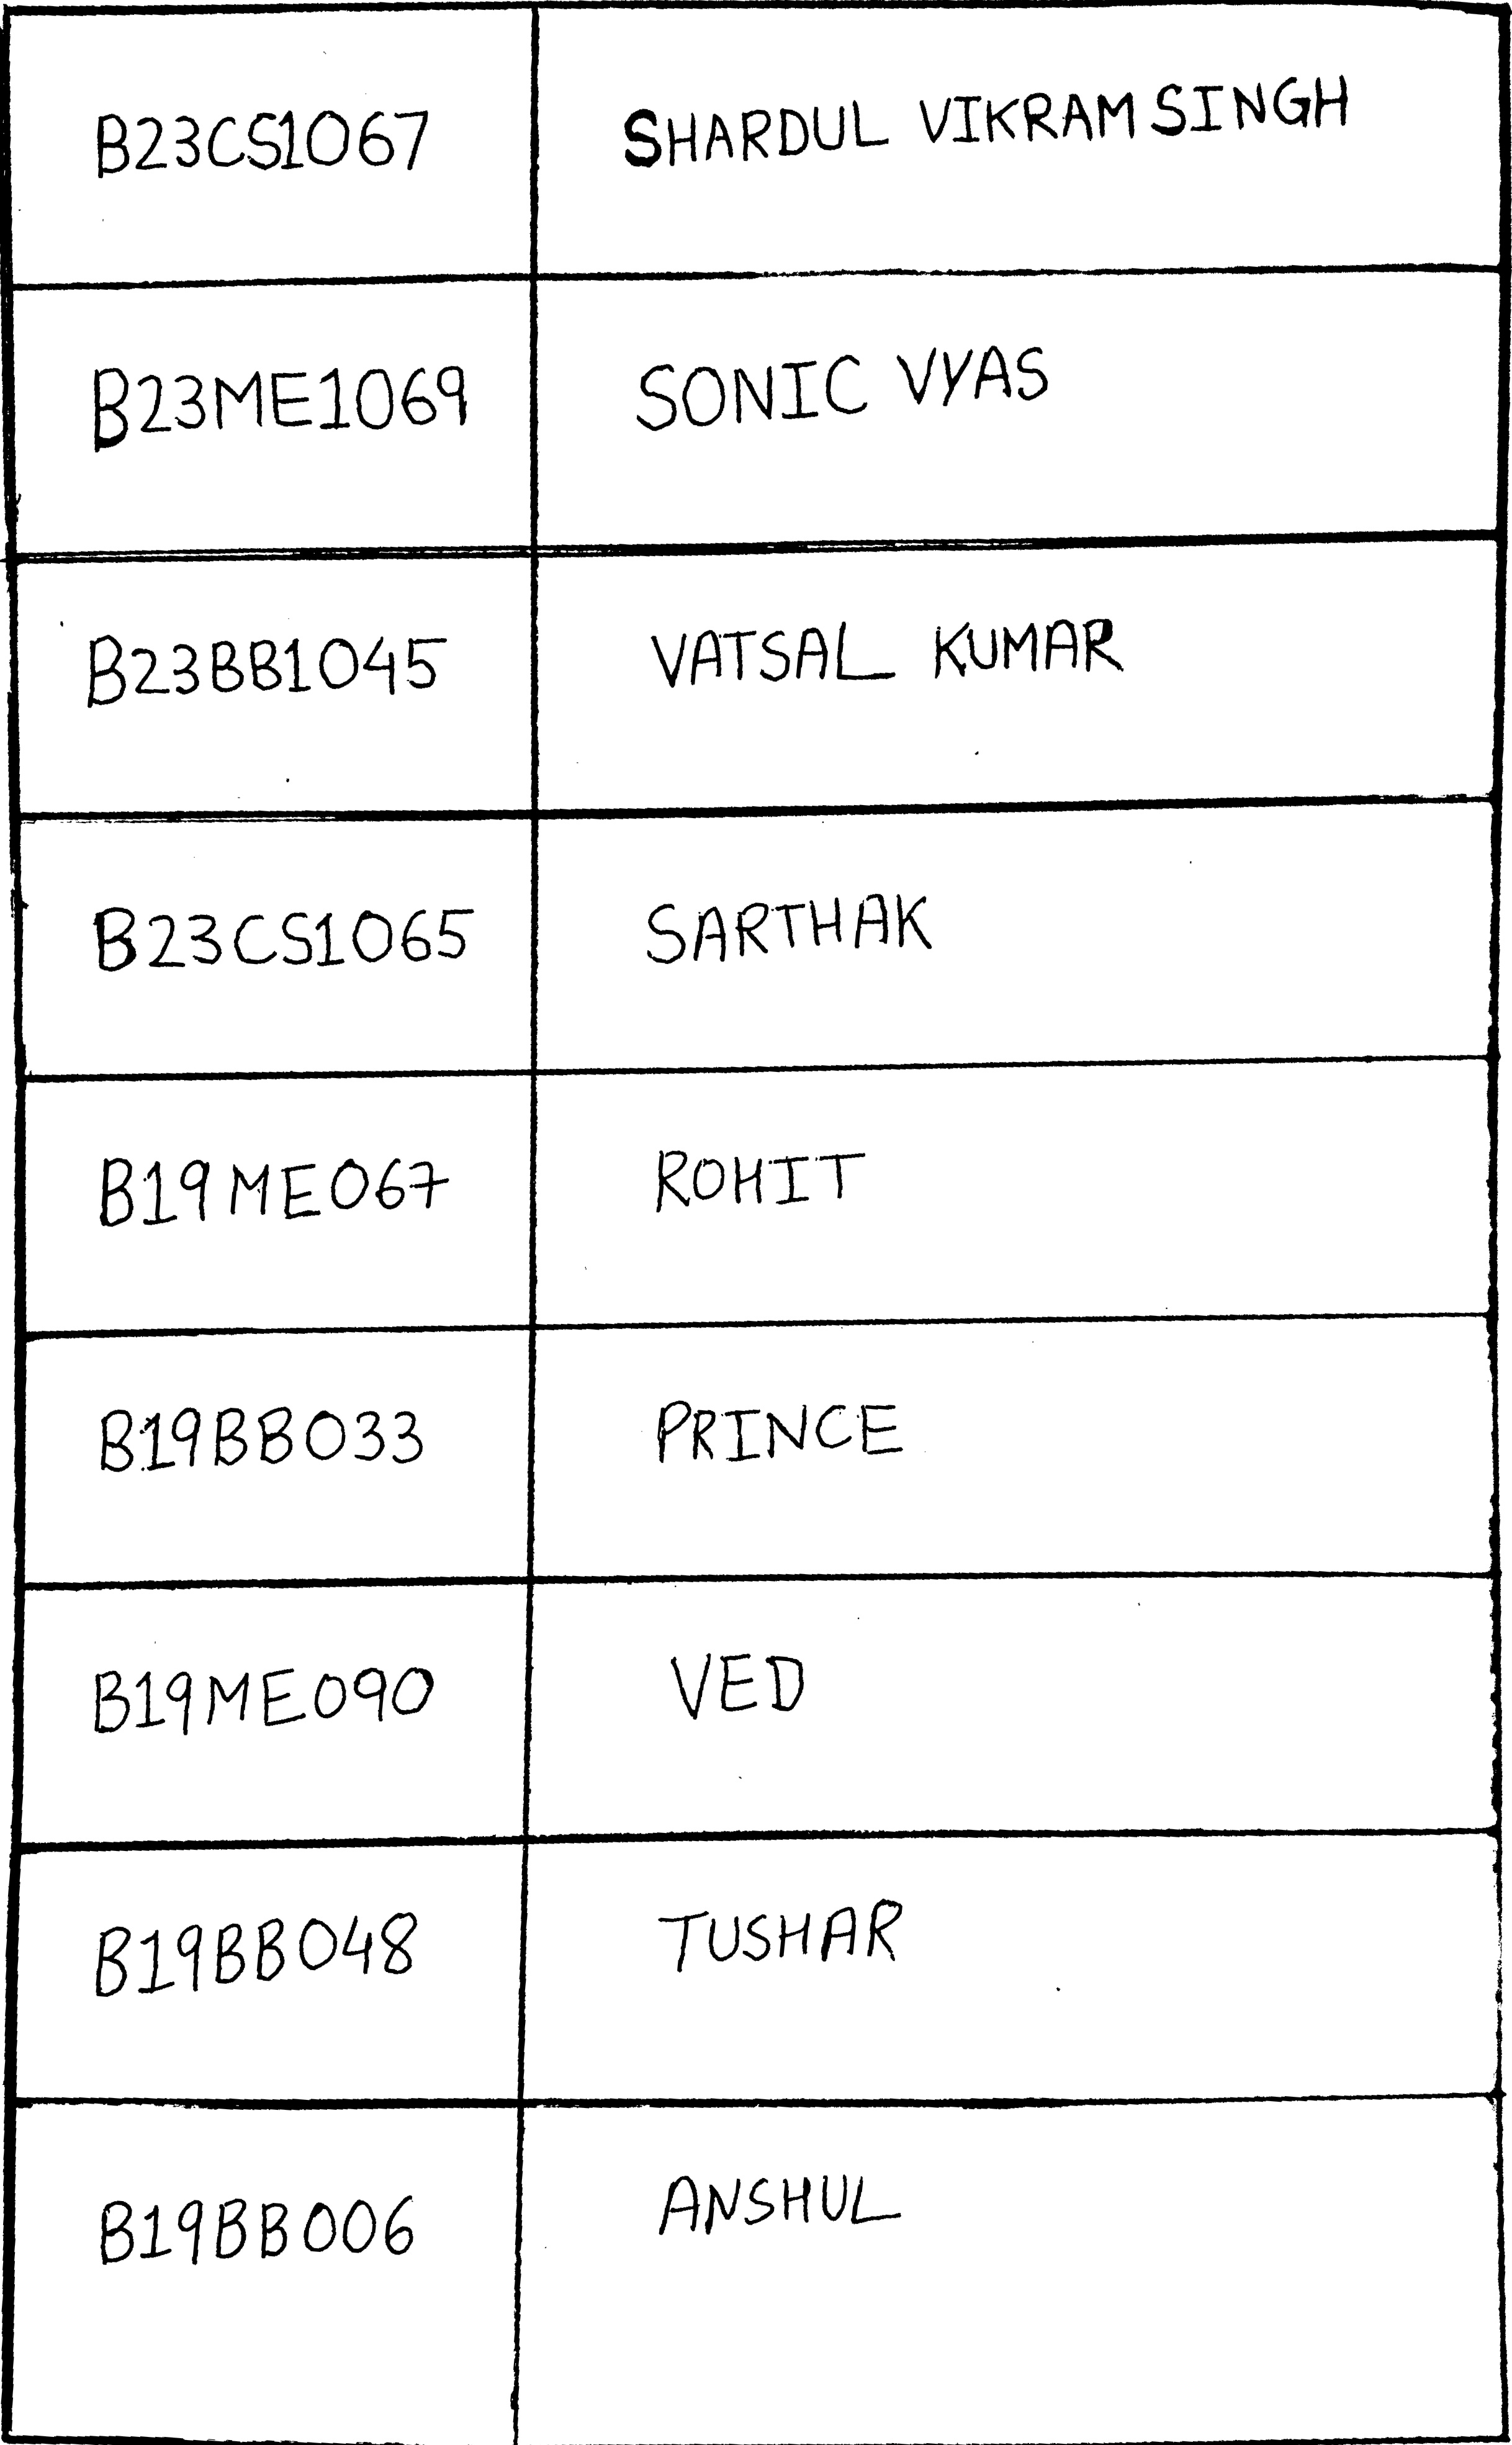 B23CS1067 SHARDUL VIKRAM SINGH
B23ME1069 SONIC VYAS
B23BB1045 VATSAL KUMAR
B23CS1065 SARTHAK
B19ME067 ROHIT
B19BB033 PRINCE
B19ME090 VED
B19BB048 TUSHAR
B19BB006 ANSHUL